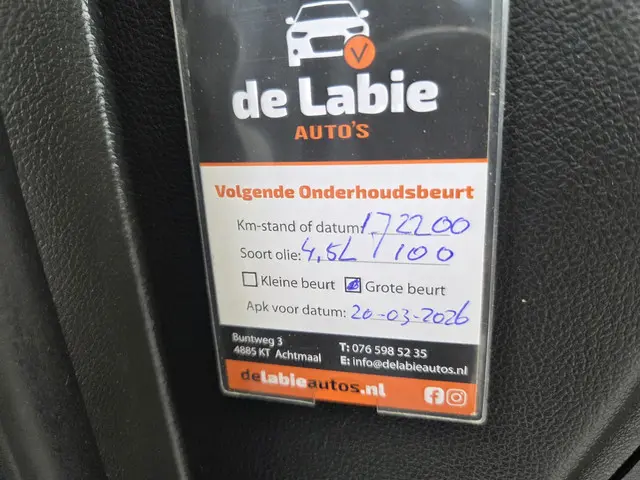 de Labie
AUTO'S
Volgende Onderhoudsbeurt
Km-stand of datum: 172200
Soort olie: 4,5L / 100
Kleine beurt Grote beurt
Apk voor datum: 20-03-2026
Buntweg 3
4885 KT Achtmaal
T: 076 598 52 35
E: info@delabieautos.nl
delabieautos.nl